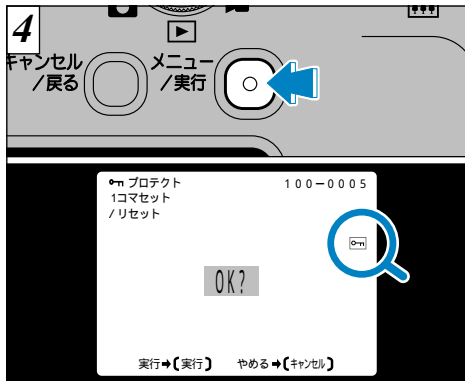 4
キャンセル
/戻る
メニュー
/実行
プロテクト 100-0005
1コマセット
/リセット
OK?
実行➡【実行】 やめる➡【ｷｬﾝｾﾙ】